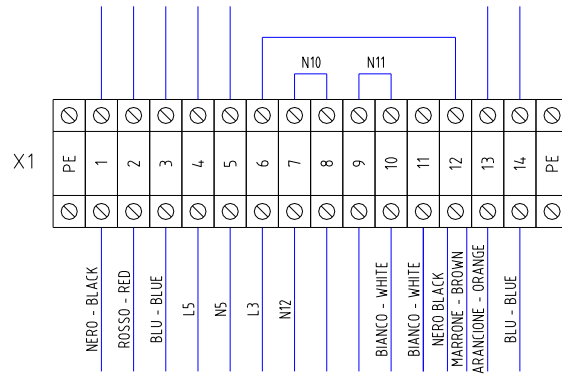 N10
N11
X1
PE
1
2
3
4
5
6
7
8
9
10
11
12
13
14
PE
NERO - BLACK
ROSSO - RED
BLU - BLUE
L5
N5
L3
N12
BIANCO - WHITE
BIANCO - WHITE
NERO BLACK
MARRONE - BROWN
ARANCIONE - ORANGE
BLU - BLUE